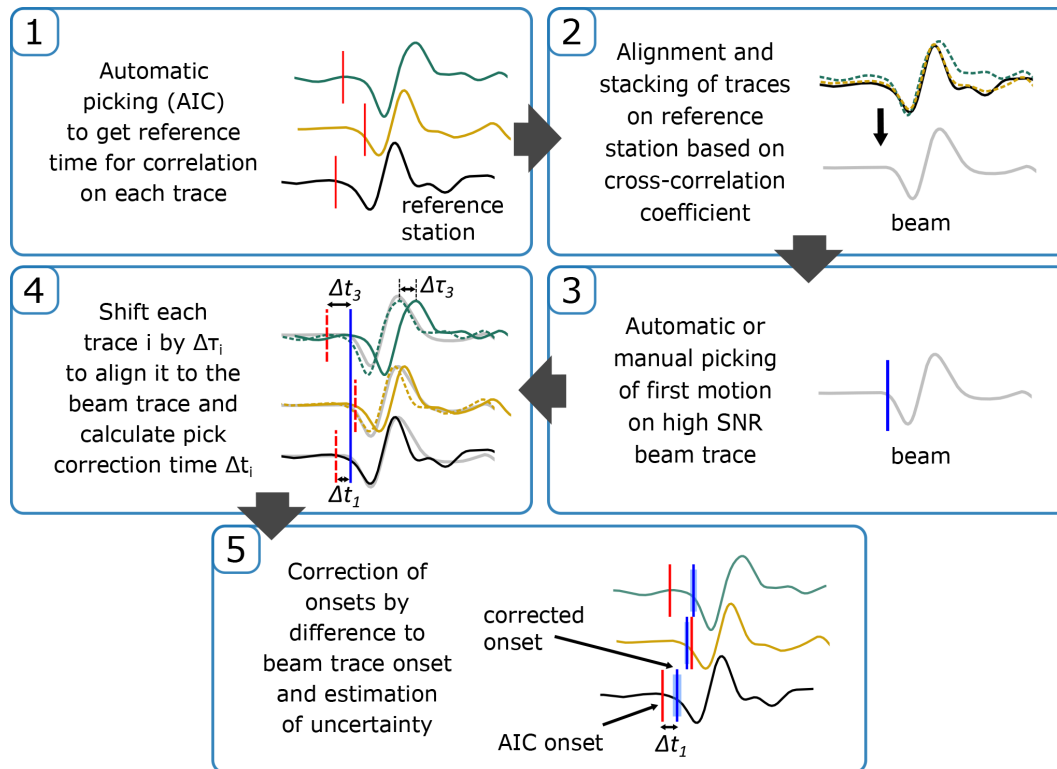 1
Automatic
picking (AIC)
to get reference
time for correlation
on each trace
reference
station
2
Alignment and
stacking of traces
on reference
station based on
cross-correlation
coefficient
beam
4
Shift each
trace i by Δτᵢ
to align it to the
beam trace and
calculate pick
correction time Δtᵢ
Δt₃
Δτ₃
Δt₁
3
Automatic or
manual picking
of first motion
on high SNR
beam trace
beam
5
Correction of
onsets by
difference to
beam trace onset
and estimation
of uncertainty
corrected
onset
AIC onset
Δt₁